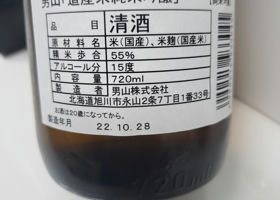 男山「道産米純米吟醸」
品目 清酒
原材料名 米(国産)、米麹(国産米)
精米歩合 55%
アルコール分 15度
内容量 720ml
製造者 男山株式会社
北海道旭川市永山2条7丁目1番33号
お酒は20歳になってから。
製造年月 22.10.28